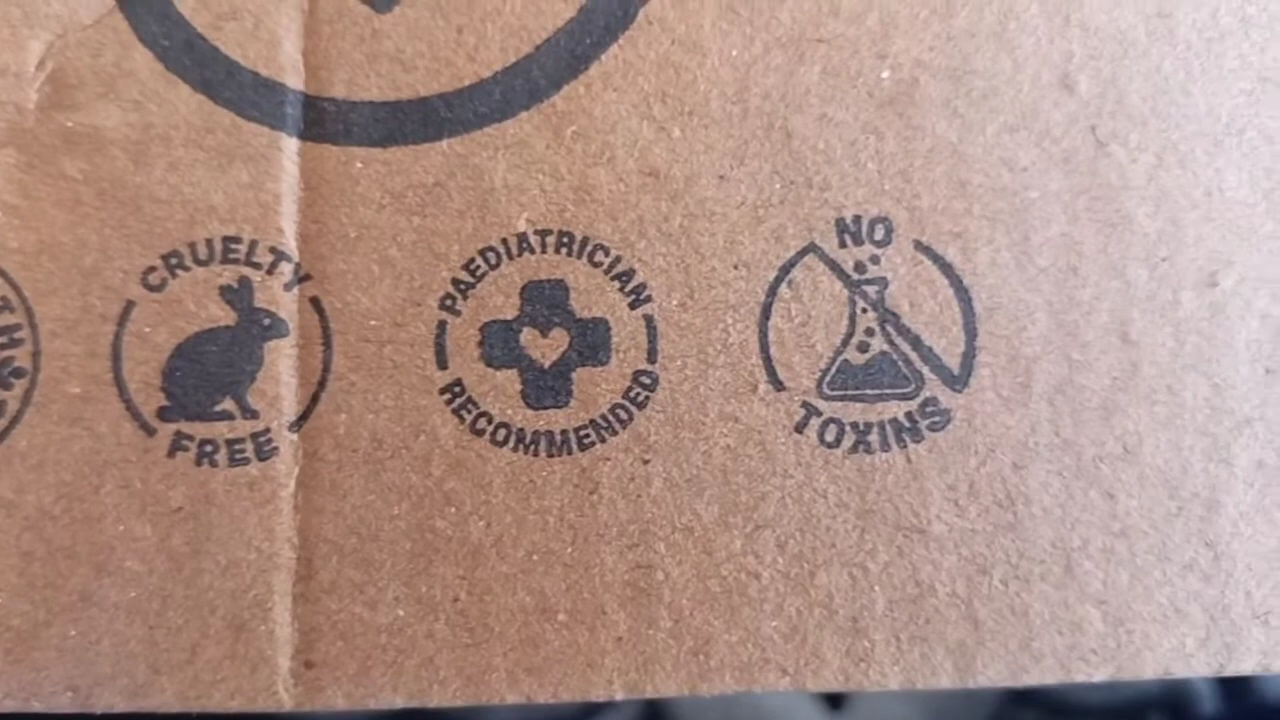 CRUELTY
FREE
PAEDIATRICIAN
RECOMMENDED
NO
TOXINS